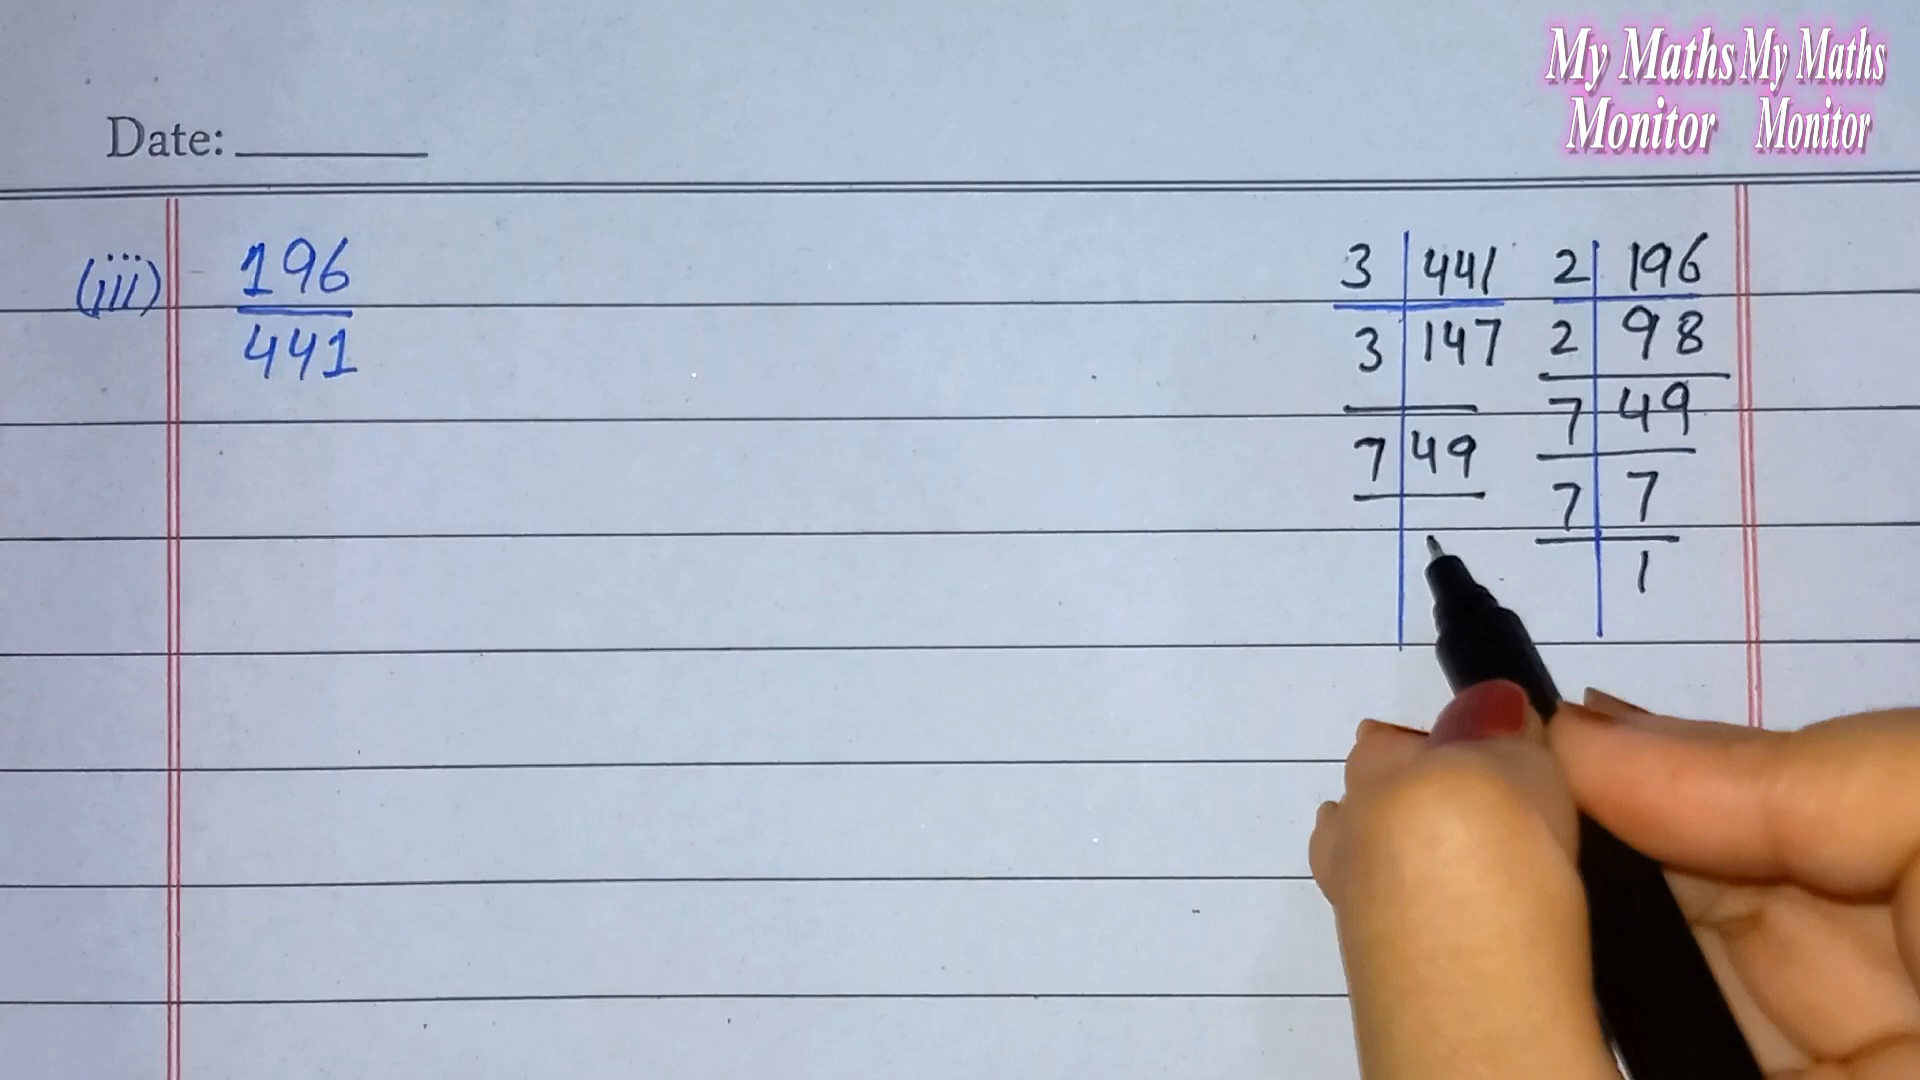 My Maths My Maths
Monitor Monitor
Date:
(iii) 196
441
3 441
3 147
7 49
2 196
2 98
7 49
7 7
1